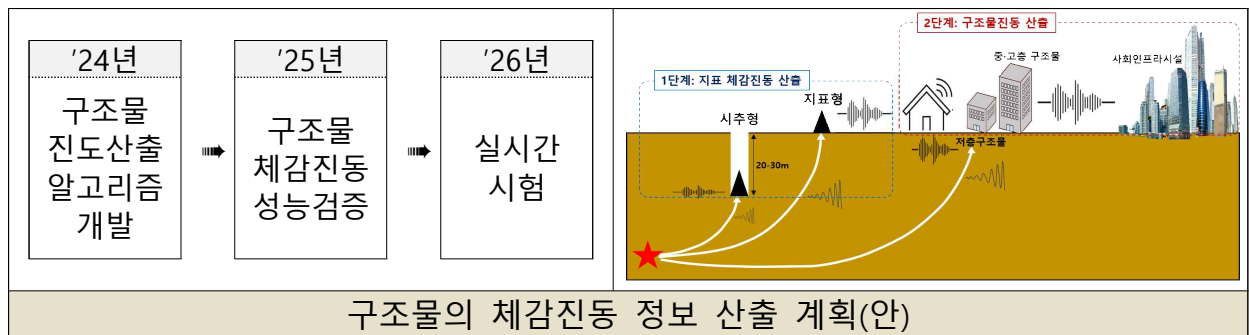 '24년
구조물
진도산출
알고리즘
개발
'25년
구조물
체감진동
성능검증
'26년
실시간
시험
2단계: 구조물진동 산출
중·고층 구조물
사회인프라시설
1단계: 지표 체감진동 산출
지표형
시추형
저층구조물
20-30m
구조물의 체감진동 정보 산출 계획(안)